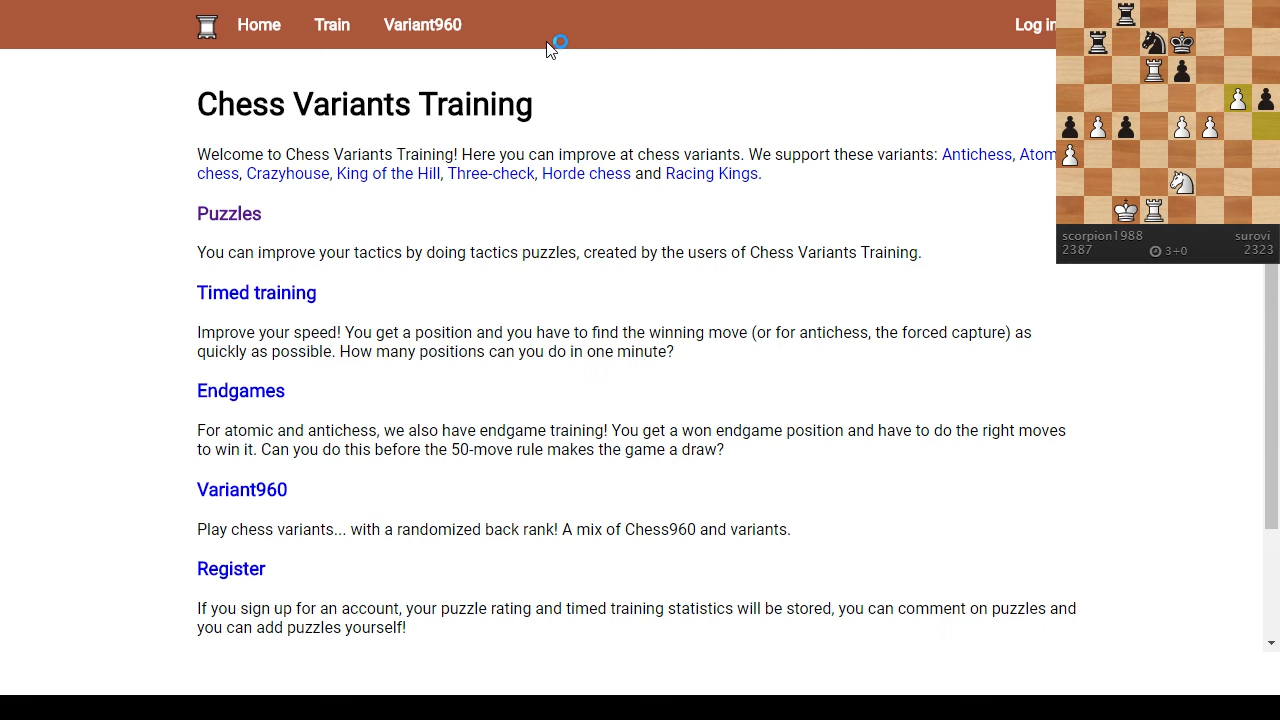 Home Train Variant960 Log in
Chess Variants Training
Welcome to Chess Variants Training! Here you can improve at chess variants. We support these variants: Antichess, Atom
chess, Crazyhouse, King of the Hill, Three-check, Horde chess and Racing Kings.
Puzzles
You can improve your tactics by doing tactics puzzles, created by the users of Chess Variants Training.
Timed training
Improve your speed! You get a position and you have to find the winning move (or for antichess, the forced capture) as
quickly as possible. How many positions can you do in one minute?
Endgames
For atomic and antichess, we also have endgame training! You get a won endgame position and have to do the right moves
to win it. Can you do this before the 50-move rule makes the game a draw?
Variant960
Play chess variants... with a randomized back rank! A mix of Chess960 and variants.
Register
If you sign up for an account, your puzzle rating and timed training statistics will be stored, you can comment on puzzles and
you can add puzzles yourself!
scorpion1988 surovi
2387 3+0 2323